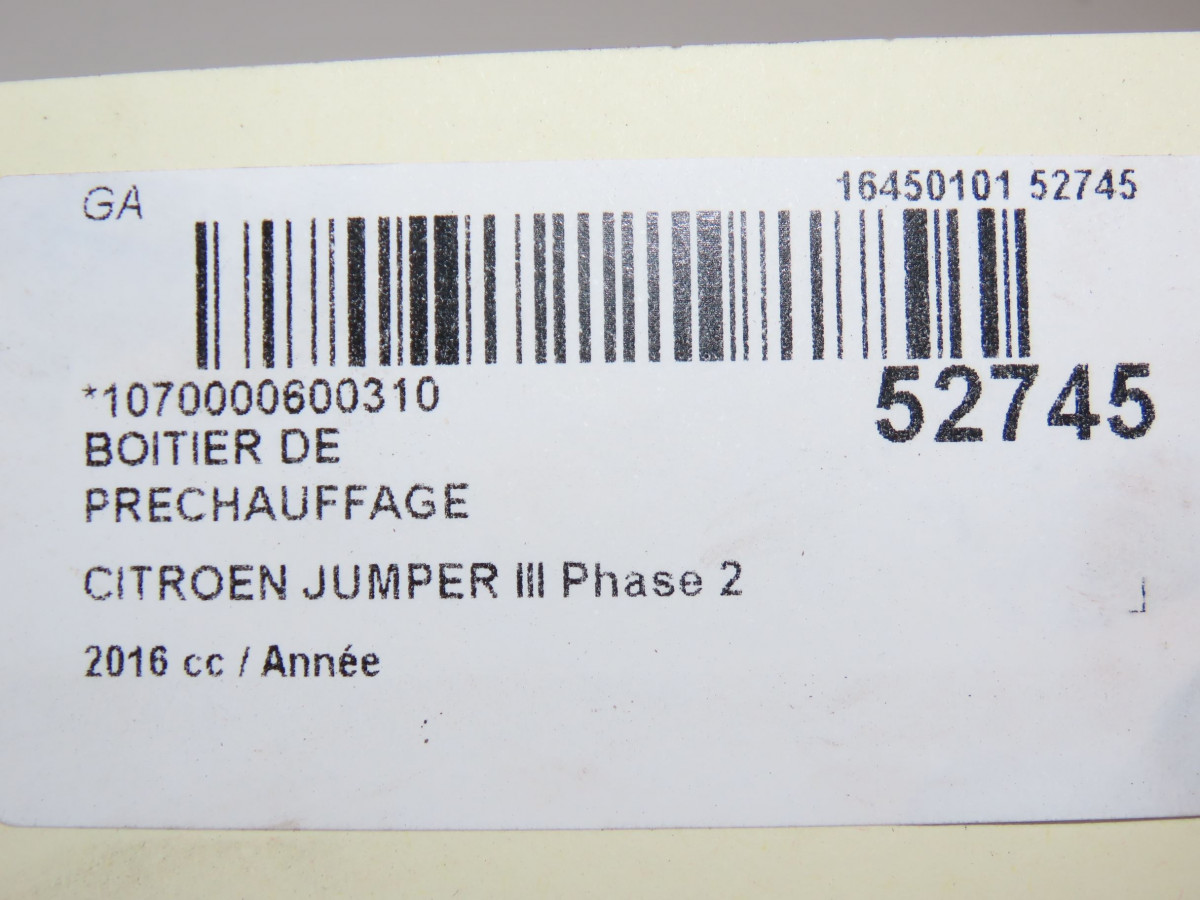 GA
16450101 52745
*1070000600310
52745
BOITIER DE
PRECHAUFFAGE
CITROEN JUMPER III Phase 2
2016 cc / Année